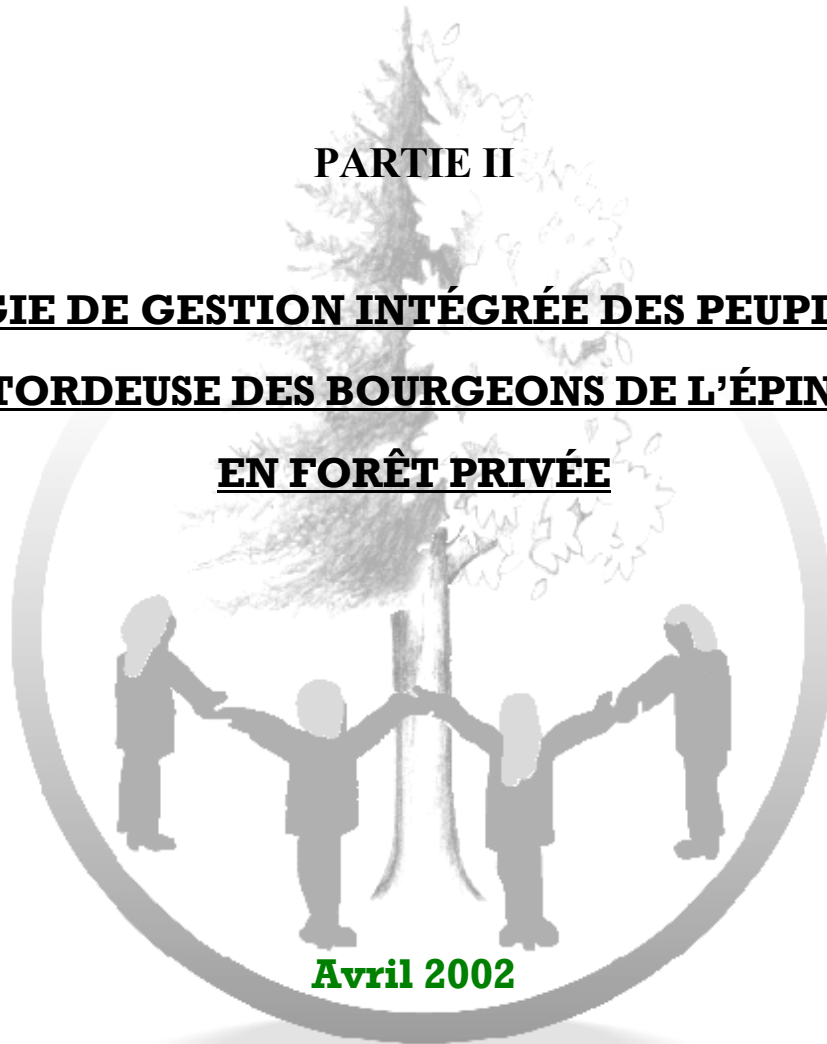 PARTIE II
GIE DE GESTION INTÉGRÉE DES PEUPL
TORDEUSE DES BOURGEONS DE L’ÉPIN
EN FORÊT PRIVÉE
Avril 2002